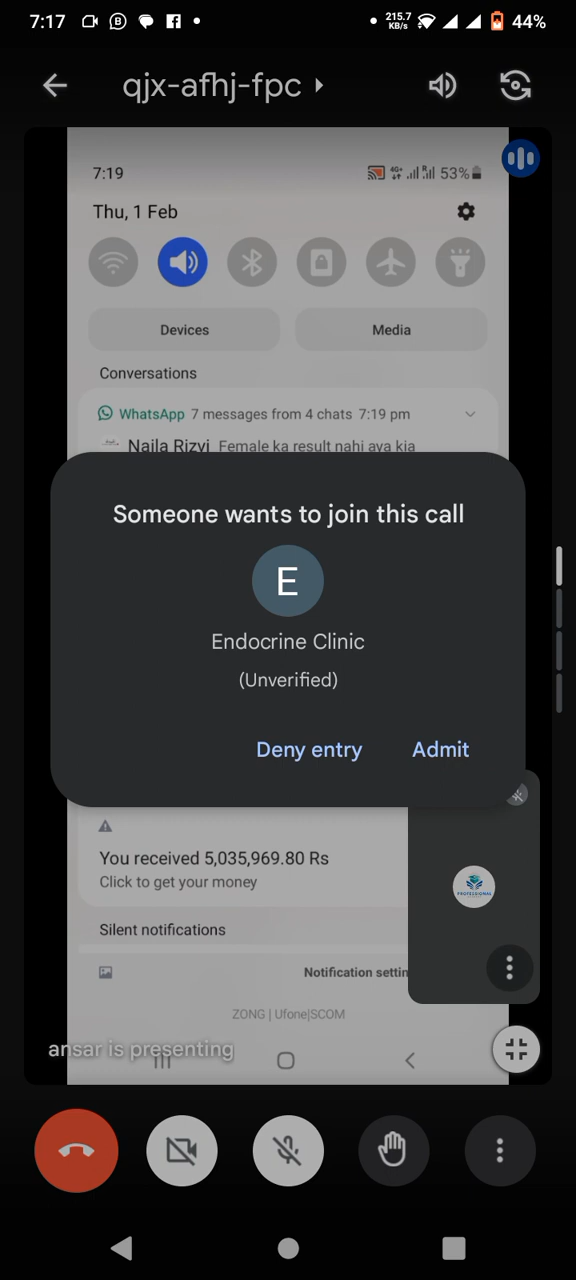 7:17
215.7
KB/s
44%
qjx-afhj-fpc
7:19
4G+
R
53%
Thu, 1 Feb
Devices
Media
Conversations
WhatsApp 7 messages from 4 chats 7:19 pm
Naila Rizvi Female ka result nahi aya kia
Someone wants to join this call
E
Endocrine Clinic
(Unverified)
Deny entry
Admit
You received 5,035,969.80 Rs
Click to get your money
PROFESSIONAL
Silent notifications
Notification settin
ZONG | Ufone|SCOM
ansar is presenting